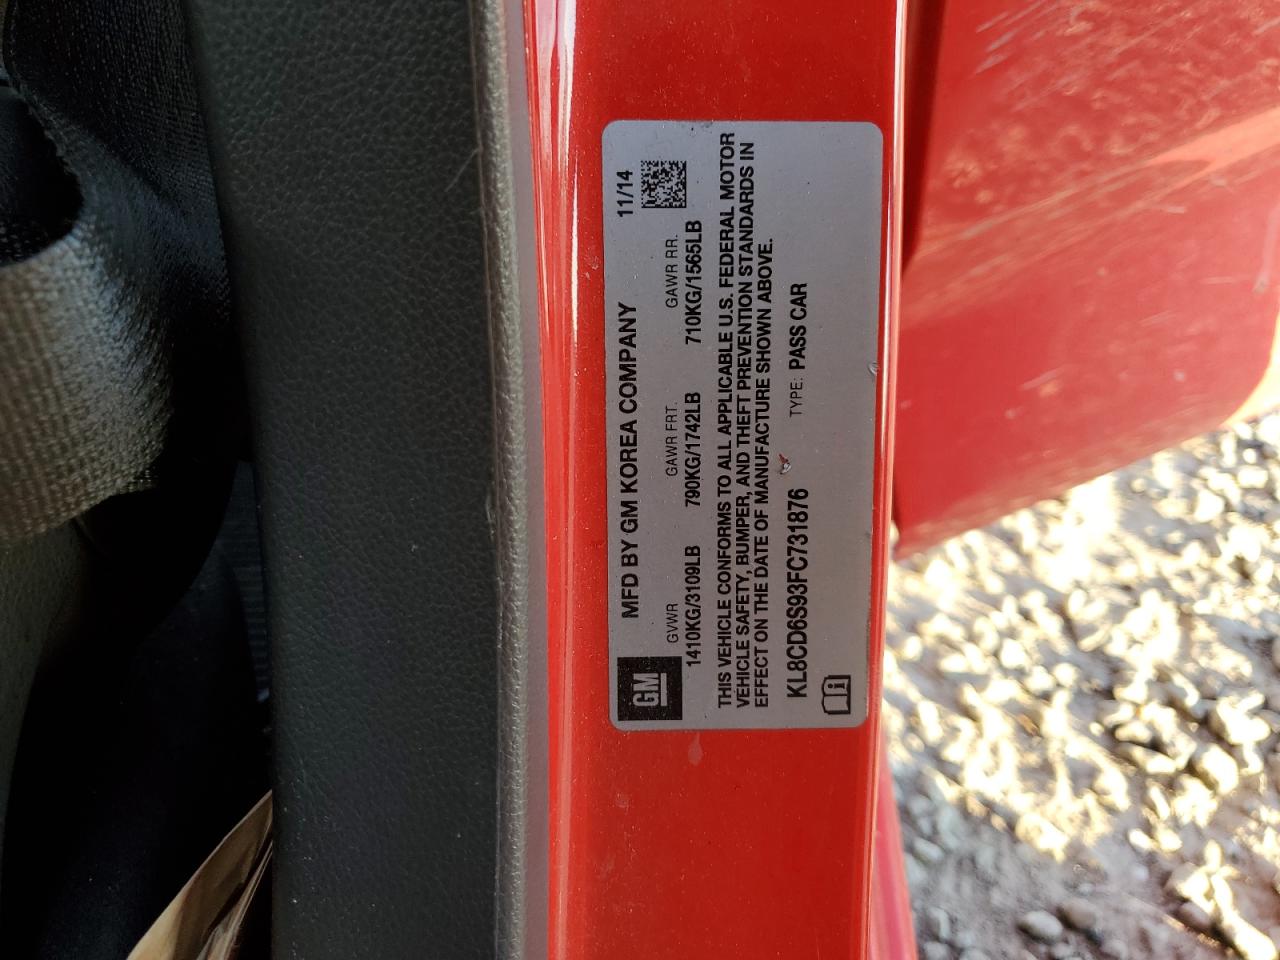 MFD BY GM KOREA COMPANY 11/14
GM
GVWR GAWR FRT. GAWR RR.
1410KG/3109LB 790KG/1742LB 710KG/1565LB
THIS VEHICLE CONFORMS TO ALL APPLICABLE U.S. FEDERAL MOTOR
VEHICLE SAFETY, BUMPER, AND THEFT PREVENTION STANDARDS IN
EFFECT ON THE DATE OF MANUFACTURE SHOWN ABOVE.
KL8CD6S93FC731876 TYPE: PASS CAR